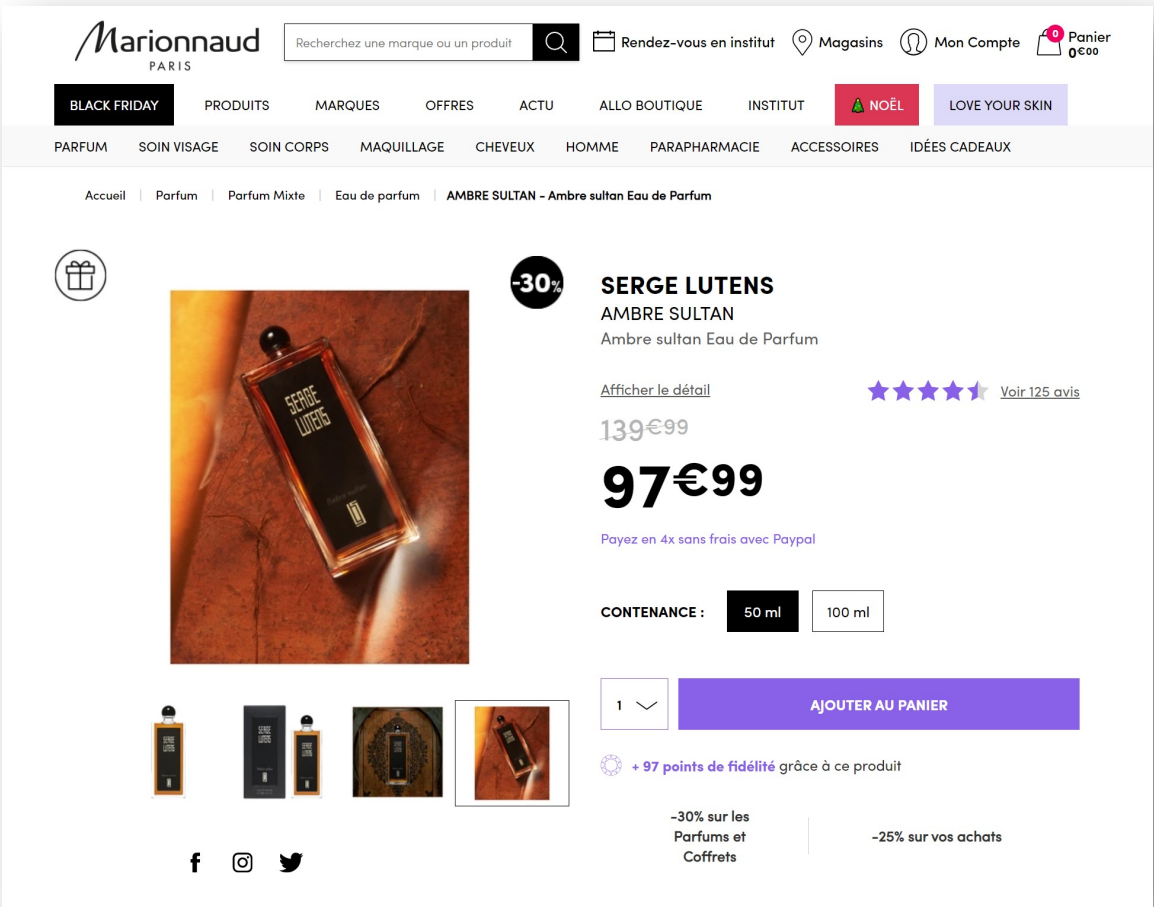 Marionnaud
PARIS
Recherchez une marque ou un produit
Rendez-vous en institut
Magasins
Mon Compte
0
Panier
0€00
BLACK FRIDAY
PRODUITS
MARQUES
OFFRES
ACTU
ALLO BOUTIQUE
INSTITUT
NOËL
LOVE YOUR SKIN
PARFUM
SOIN VISAGE
SOIN CORPS
MAQUILLAGE
CHEVEUX
HOMME
PARAPHARMACIE
ACCESSOIRES
IDÉES CADEAUX
Accueil | Parfum | Parfum Mixte | Eau de parfum | AMBRE SULTAN - Ambre sultan Eau de Parfum
-30%
SERGE
LUTENS
Ambre sultan
SERGE LUTENS
AMBRE SULTAN
Ambre sultan Eau de Parfum
Afficher le détail
Voir 125 avis
139€99
97€99
Payez en 4x sans frais avec Paypal
CONTENANCE :
50 ml
100 ml
1
AJOUTER AU PANIER
+ 97 points de fidélité grâce à ce produit
-30% sur les
Parfums et
Coffrets
-25% sur vos achats